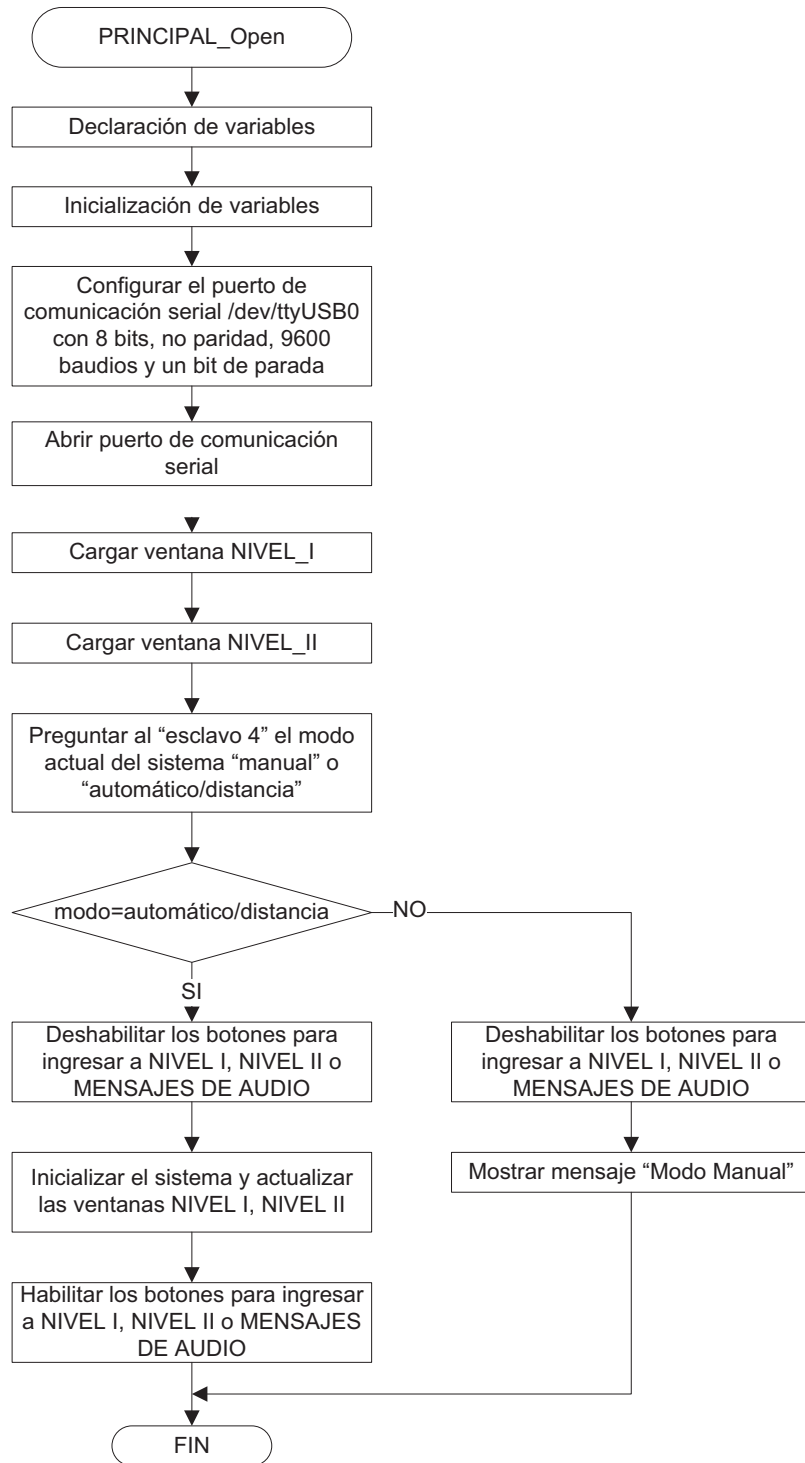 PRINCIPAL_Open
Declaración de variables
Inicialización de variables
Configurar el puerto de
comunicación serial /dev/ttyUSB0
con 8 bits, no paridad, 9600
baudios y un bit de parada
Abrir puerto de comunicación
serial
Cargar ventana NIVEL_I
Cargar ventana NIVEL_II
Preguntar al “esclavo 4” el modo
actual del sistema “manual” o
“automático/distancia”
modo=automático/distancia
NO
SI
Deshabilitar los botones para
ingresar a NIVEL I, NIVEL II o
MENSAJES DE AUDIO
Inicializar el sistema y actualizar
las ventanas NIVEL I, NIVEL II
Habilitar los botones para ingresar
a NIVEL I, NIVEL II o MENSAJES
DE AUDIO
Deshabilitar los botones para
ingresar a NIVEL I, NIVEL II o
MENSAJES DE AUDIO
Mostrar mensaje “Modo Manual”
FIN